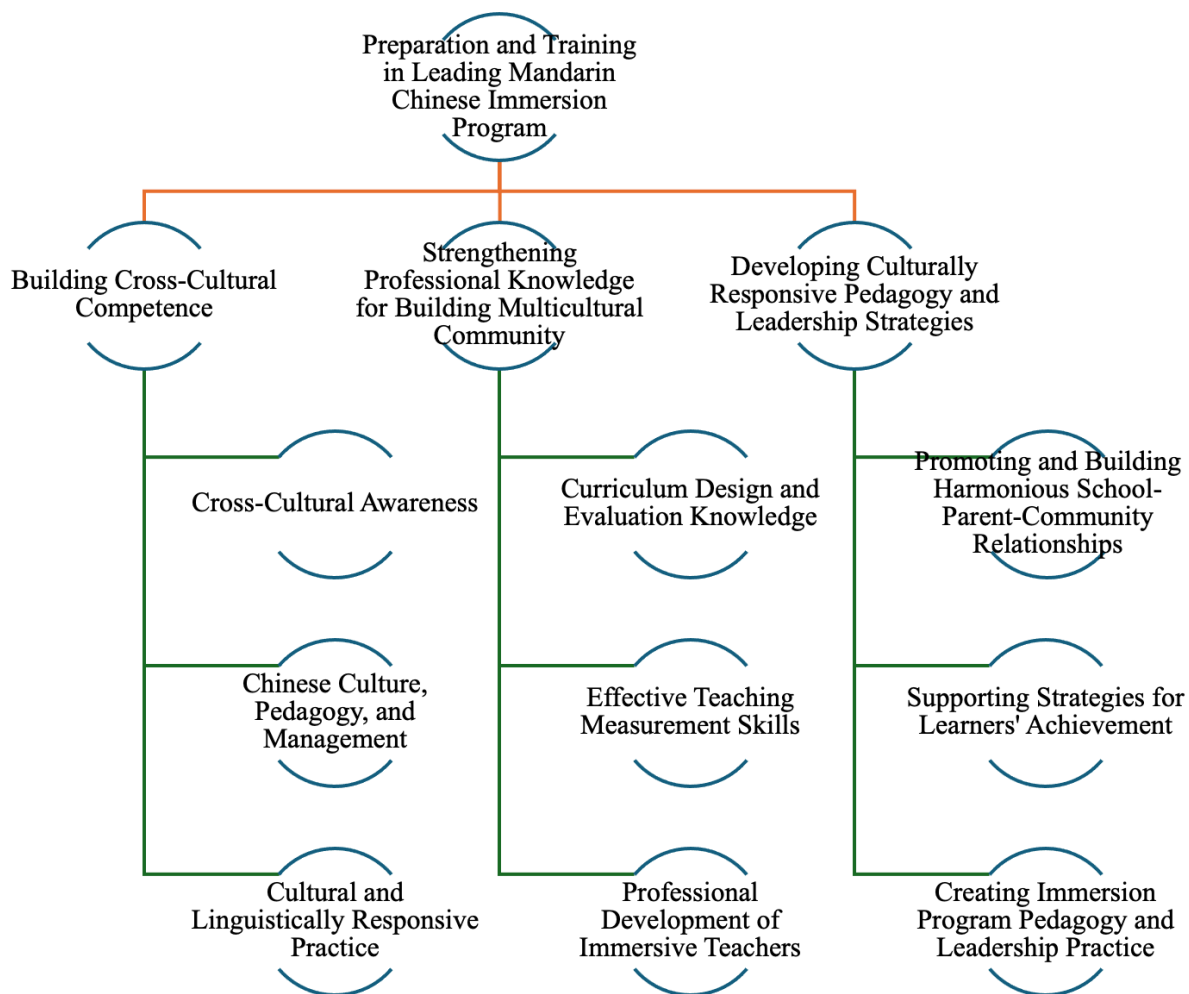 Preparation and Training
in Leading Mandarin
Chinese Immersion
Program
Building Cross-Cultural
Competence
Strengthening
Professional Knowledge
for Building Multicultural
Community
Developing Culturally
Responsive Pedagogy and
Leadership Strategies
Cross-Cultural Awareness
Curriculum Design and
Evaluation Knowledge
Promoting and Building
Harmonious School-
Parent-Community
Relationships
Chinese Culture,
Pedagogy, and
Management
Effective Teaching
Measurement Skills
Supporting Strategies for
Learners' Achievement
Cultural and
Linguistically Responsive
Practice
Professional
Development of
Immersive Teachers
Creating Immersion
Program Pedagogy and
Leadership Practice